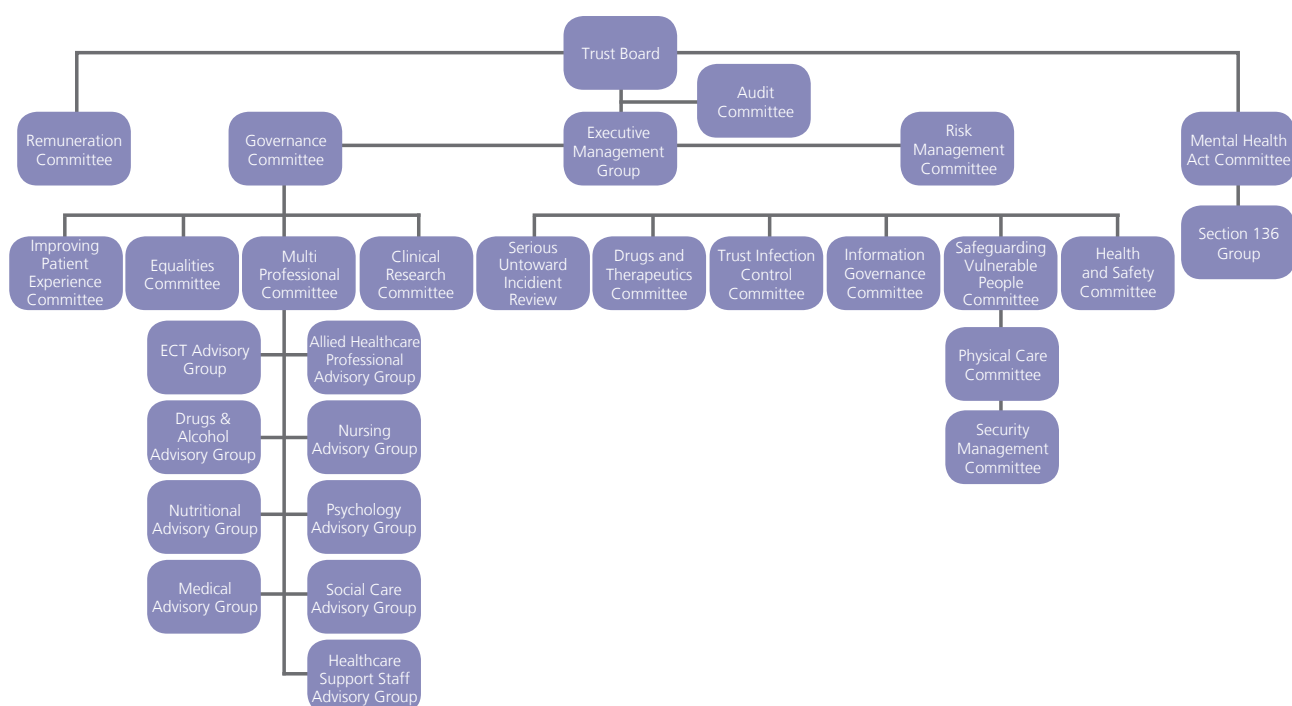 Trust Board
Audit
Committee
Remuneration
Committee
Governance
Committee
Executive
Management
Group
Risk
Management
Committee
Mental Health
Act Committee
Improving
Patient
Experience
Committee
Equalities
Committee
Multi
Professional
Committee
Clinical
Research
Committee
Serious
Untoward
Incident
Review
Drugs and
Therapeutics
Committee
Trust Infection
Control
Committee
Information
Governance
Committee
Safeguarding
Vulnerable
People
Committee
Health
and Safety
Committee
Section 136
Group
ECT Advisory
Group
Allied Healthcare
Professional
Advisory Group
Physical Care
Committee
Drugs &
Alcohol
Advisory Group
Nursing
Advisory Group
Security
Management
Committee
Nutritional
Advisory Group
Psychology
Advisory Group
Medical
Advisory Group
Social Care
Advisory Group
Healthcare
Support Staff
Advisory Group